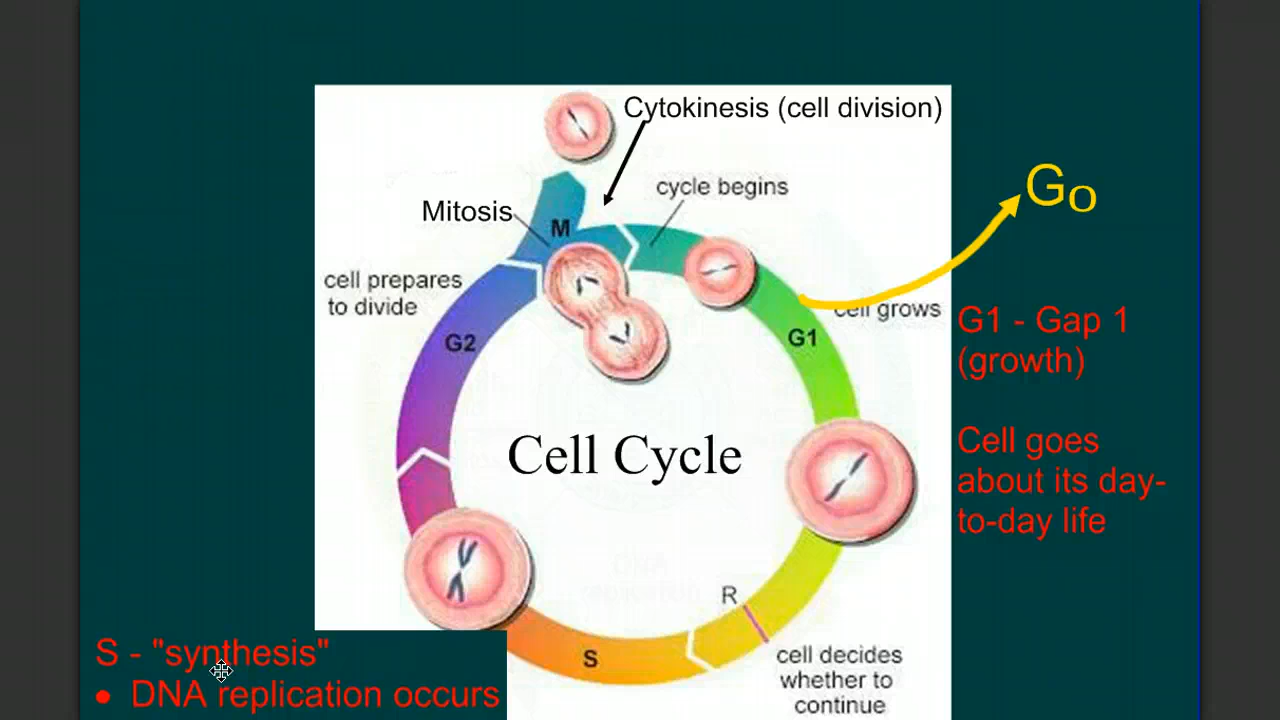 Cytokinesis (cell division)
cycle begins
Mitosis
M
Go
cell prepares
to divide
G2
cell grows
G1
G1 - Gap 1
(growth)
Cell goes
about its day-
to-day life
Cell Cycle
DNA
replication
R
S
cell decides
whether to
continue
S - "synthesis"
• DNA replication occurs